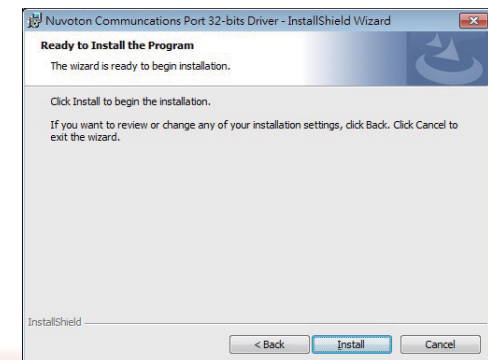 Nuvoton Communcations Port 32-bits Driver - InstallShield Wizard
Ready to Install the Program
The wizard is ready to begin installation.
Click Install to begin the installation.
If you want to review or change any of your installation settings, click Back. Click Cancel to
exit the wizard.
InstallShield
< Back Install Cancel